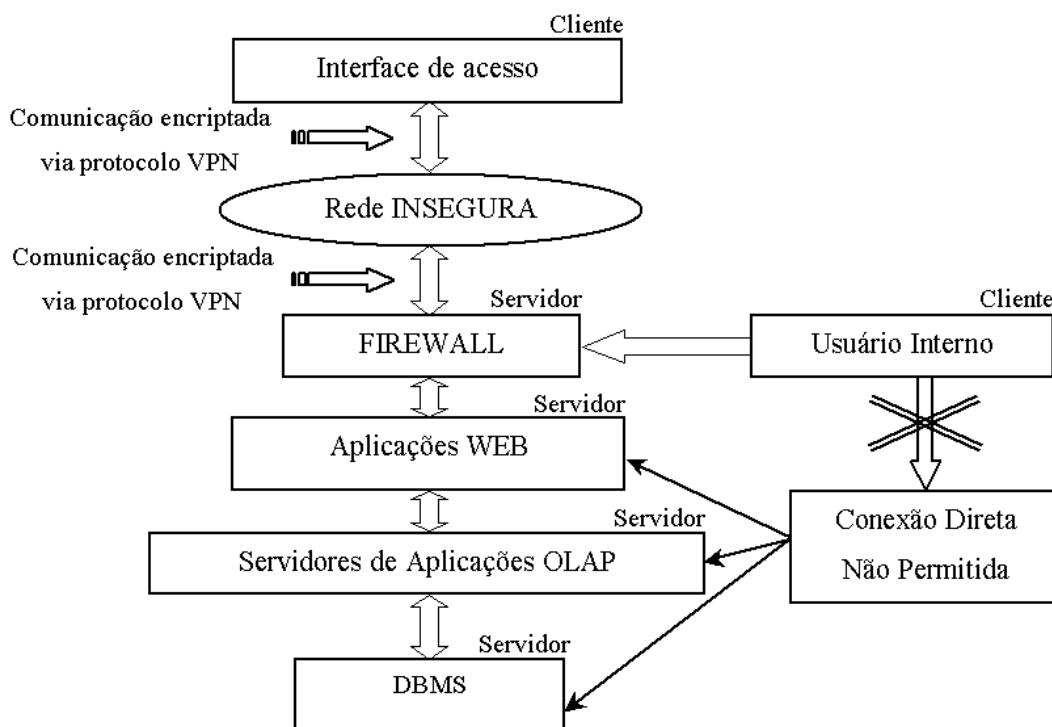 Cliente
Interface de acesso
Comunicação encriptada
via protocolo VPN
Rede INSEGURA
Comunicação encriptada
via protocolo VPN
Servidor
FIREWALL
Cliente
Usuário Interno
Servidor
Aplicações WEB
Servidor
Servidores de Aplicações OLAP
Conexão Direta
Não Permitida
Servidor
DBMS